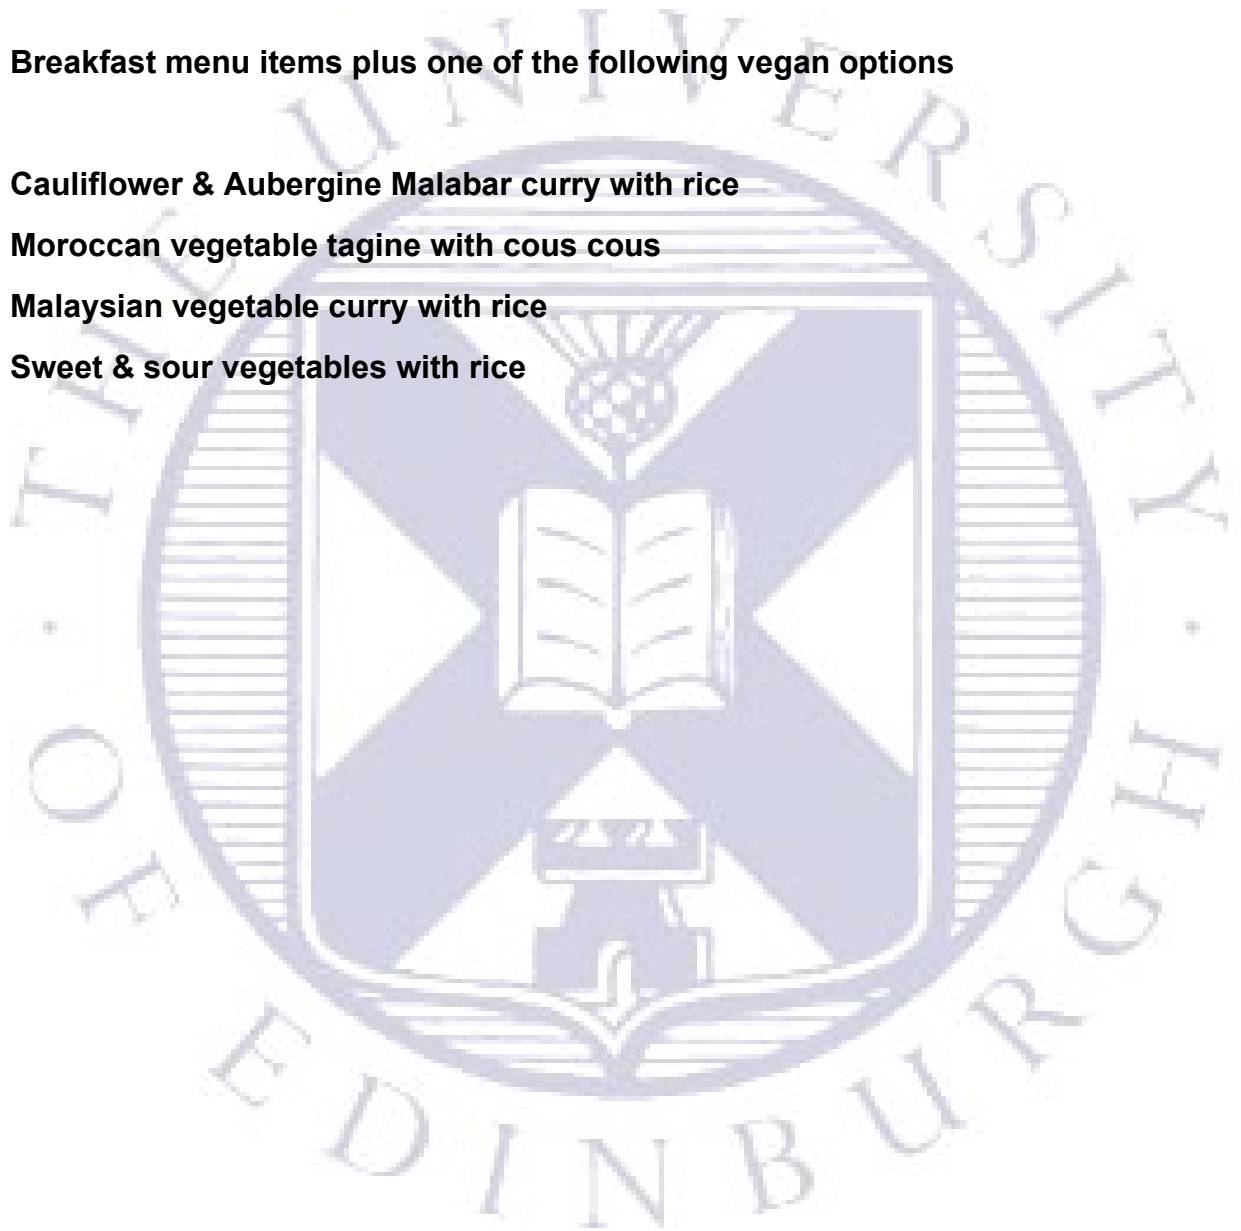 Breakfast menu items plus one of the following vegan options
Cauliflower & Aubergine Malabar curry with rice
Moroccan vegetable tagine with cous cous
Malaysian vegetable curry with rice
Sweet & sour vegetables with rice
THE UNIVERSITY · OF EDINBURGH ·